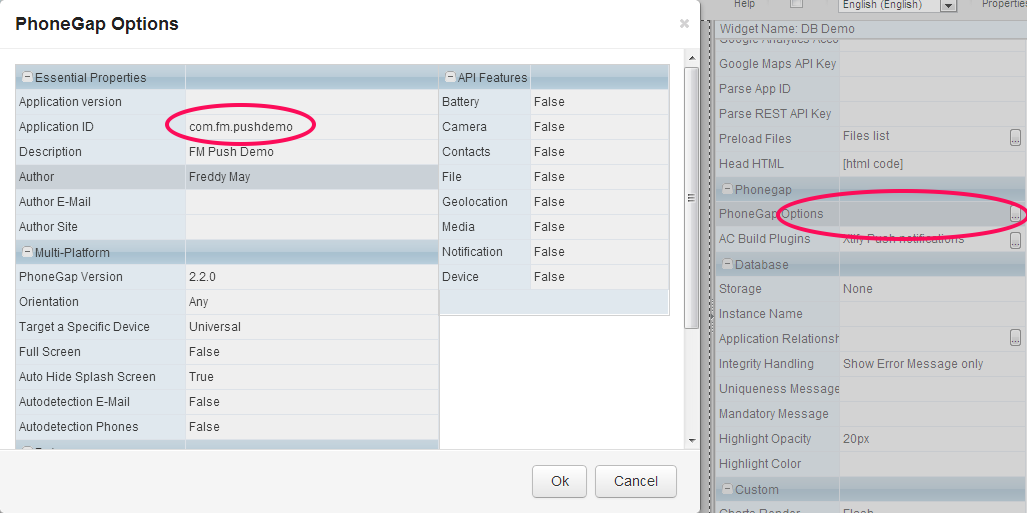 PhoneGap Options
Essential Properties
Application version
Application ID com.fm.pushdemo
Description FM Push Demo
Author Freddy May
Author E-Mail
Author Site
Multi-Platform
PhoneGap Version 2.2.0
Orientation Any
Target a Specific Device Universal
Full Screen False
Auto Hide Splash Screen True
Autodetection E-Mail False
Autodetection Phones False
API Features
Battery False
Camera False
Contacts False
File False
Geolocation False
Media False
Notification False
Device False
Ok Cancel
Help English (English) Properties
Widget Name: DB Demo
Google Analytics Acco
Google Maps API Key
Parse App ID
Parse REST API Key
Preload Files Files list ...
Head HTML [html code]
Phonegap
PhoneGap Options ...
AC Build Plugins Xtify Push notifications ...
Database
Storage None
Instance Name
Application Relationsh ...
Integrity Handling Show Error Message only
Uniqueness Message
Mandatory Message
Highlight Opacity 20px
Highlight Color
Custom
Charts Render Flash